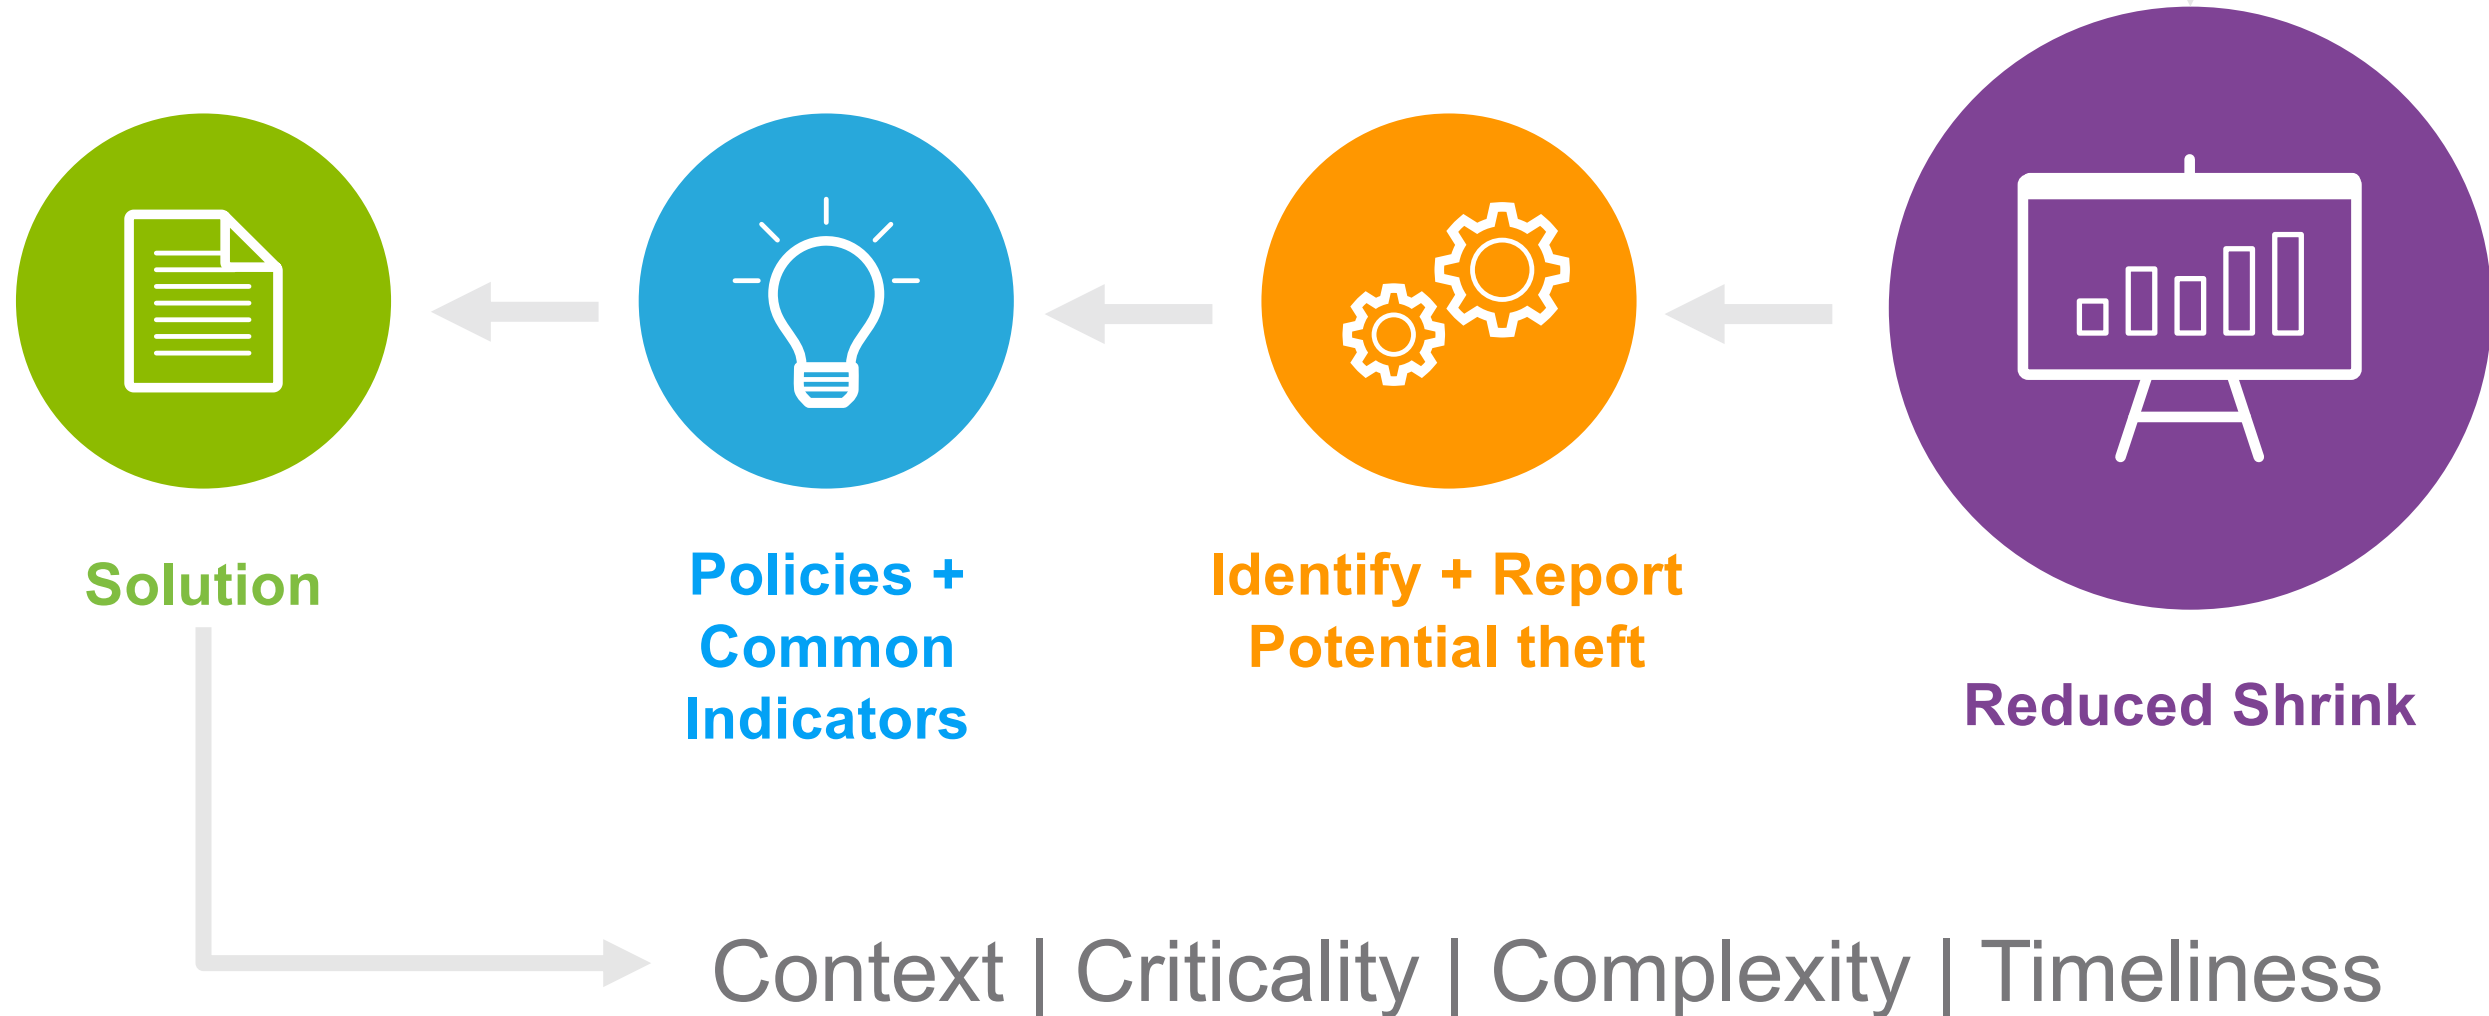 Solution
Policies +
Common
Indicators
Identify + Report
Potential theft
Reduced Shrink
Context | Criticality | Complexity | Timeliness